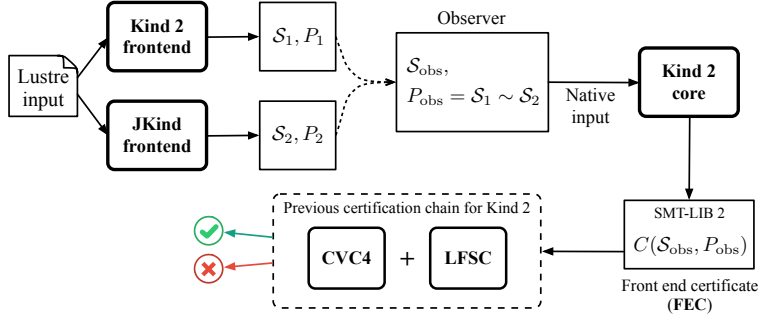 Lustre
input
Kind 2
frontend
JKind
frontend
𝒮₁, P₁
𝒮₂, P₂
Observer
𝒮obs,
Pobs = 𝒮₁ ∼ 𝒮₂
Native
input
Kind 2
core
SMT-LIB 2
C(𝒮obs, Pobs)
Front end certificate
(FEC)
Previous certification chain for Kind 2
CVC4 + LFSC